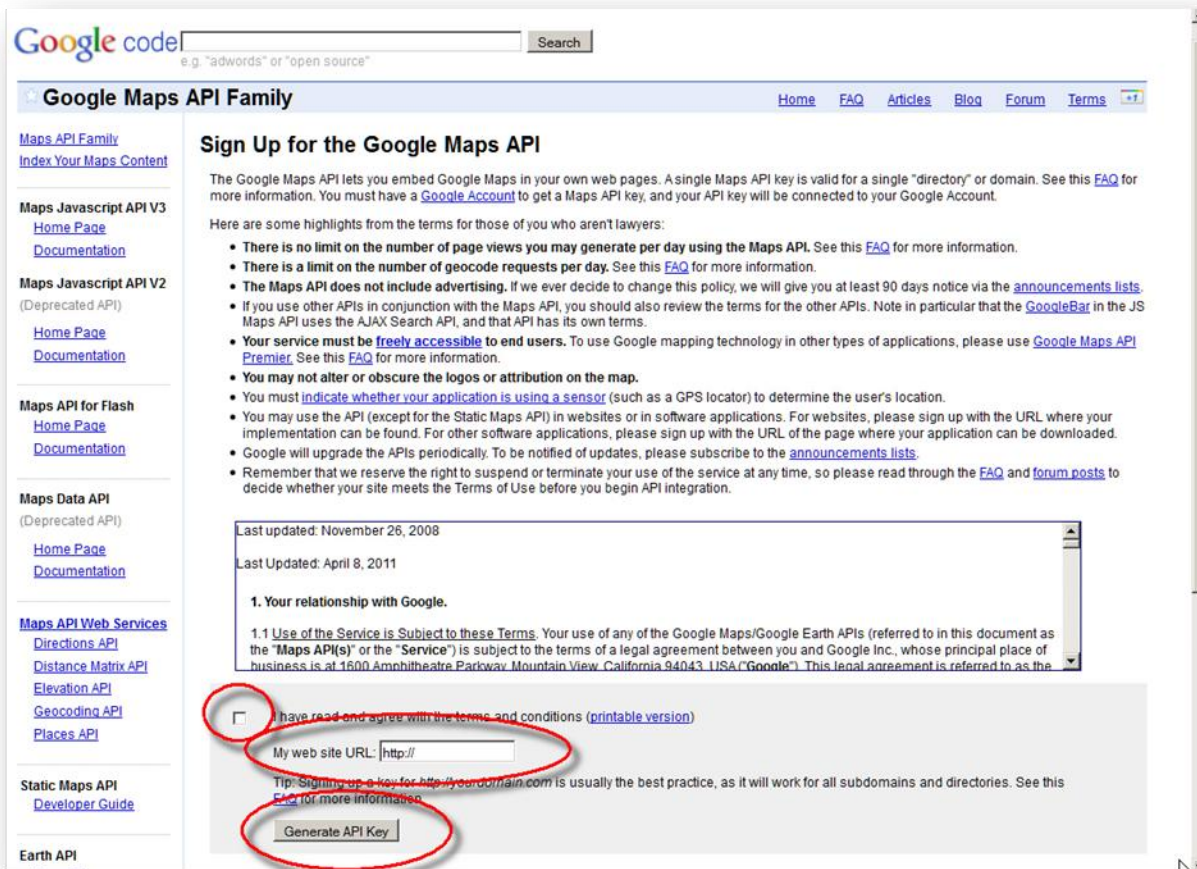 Google code
Search
e.g. "adwords" or "open source"
Google Maps API Family
Home FAQ Articles Blog Forum Terms +1
Maps API Family
Index Your Maps Content
Maps Javascript API V3
Home Page
Documentation
Maps Javascript API V2
(Deprecated API)
Home Page
Documentation
Maps API for Flash
Home Page
Documentation
Maps Data API
(Deprecated API)
Home Page
Documentation
Maps API Web Services
Directions API
Distance Matrix API
Elevation API
Geocoding API
Places API
Static Maps API
Developer Guide
Earth API
Sign Up for the Google Maps API
The Google Maps API lets you embed Google Maps in your own web pages. A single Maps API key is valid for a single "directory" or domain. See this FAQ for
more information. You must have a Google Account to get a Maps API key, and your API key will be connected to your Google Account.
Here are some highlights from the terms for those of you who aren't lawyers:
• There is no limit on the number of page views you may generate per day using the Maps API. See this FAQ for more information.
• There is a limit on the number of geocode requests per day. See this FAQ for more information.
• The Maps API does not include advertising. If we ever decide to change this policy, we will give you at least 90 days notice via the announcements lists.
• If you use other APIs in conjunction with the Maps API, you should also review the terms for the other APIs. Note in particular that the GoogleBar in the JS
Maps API uses the AJAX Search API, and that API has its own terms.
• Your service must be freely accessible to end users. To use Google mapping technology in other types of applications, please use Google Maps API
Premier. See this FAQ for more information.
• You may not alter or obscure the logos or attribution on the map.
• You must indicate whether your application is using a sensor (such as a GPS locator) to determine the user's location.
• You may use the API (except for the Static Maps API) in websites or in software applications. For websites, please sign up with the URL where your
implementation can be found. For other software applications, please sign up with the URL of the page where your application can be downloaded.
• Google will upgrade the APIs periodically. To be notified of updates, please subscribe to the announcements lists.
• Remember that we reserve the right to suspend or terminate your use of the service at any time, so please read through the FAQ and forum posts to
decide whether your site meets the Terms of Use before you begin API integration.
Last updated: November 26, 2008
Last Updated: April 8, 2011
1. Your relationship with Google.
1.1 Use of the Service is Subject to these Terms. Your use of any of the Google Maps/Google Earth APIs (referred to in this document as
the "Maps API(s)" or the "Service") is subject to the terms of a legal agreement between you and Google Inc., whose principal place of
business is at 1600 Amphitheatre Parkway, Mountain View, California 94043, USA ("Google"). This legal agreement is referred to as the
I have read and agree with the terms and conditions (printable version)
My web site URL: http://
Tip: Signing up a key for http://yourdomain.com is usually the best practice, as it will work for all subdomains and directories. See this
FAQ for more information.
Generate API Key